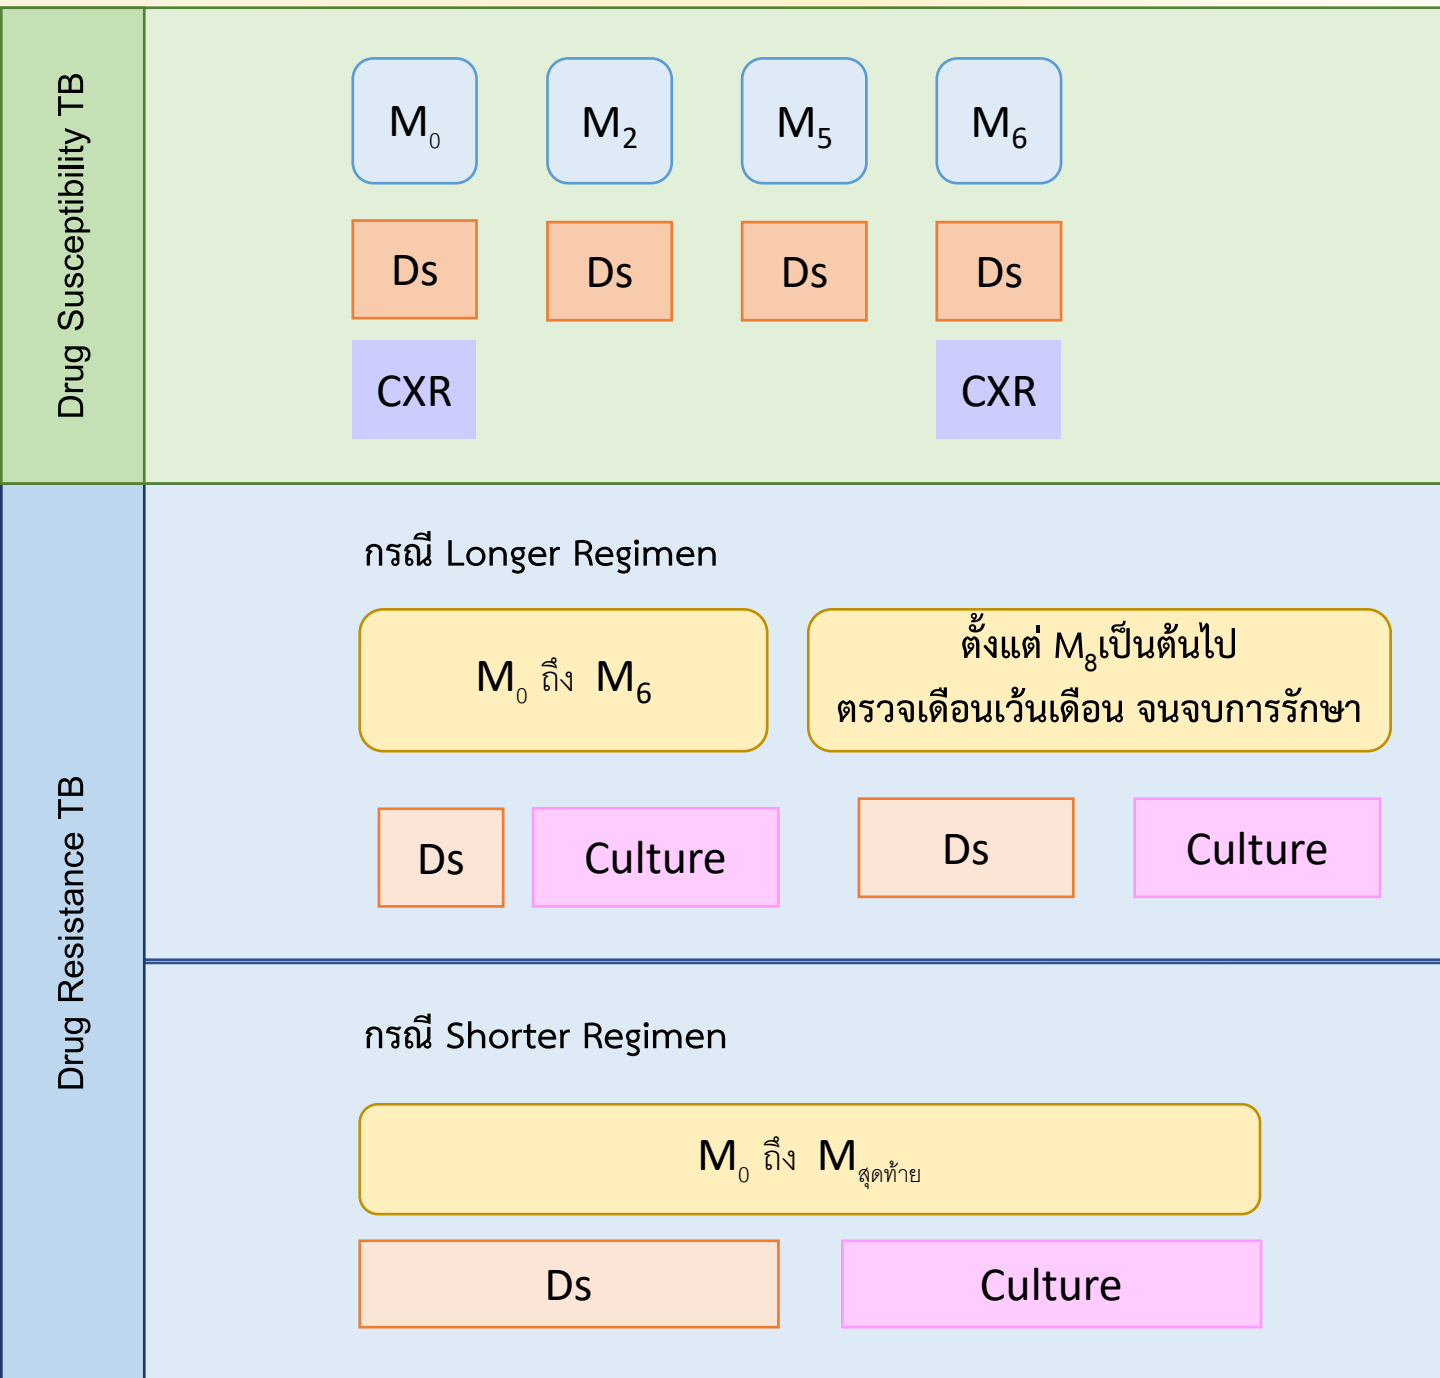 Drug Susceptibility TB
M₀ M₂ M₅ M₆
Ds Ds Ds Ds
CXR CXR
Drug Resistance TB
กรณี Longer Regimen
M₀ ถึง M₆
ตั้งแต่ M₈เป็นต้นไป
ตรวจเดือนเว้นเดือน จนจบการรักษา
Ds Culture Ds Culture
กรณี Shorter Regimen
M₀ ถึง Mสุดท้าย
Ds Culture